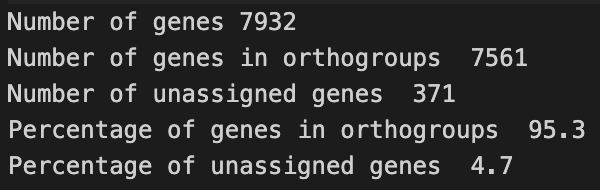 Number of genes 7932
Number of genes in orthogroups  7561
Number of unassigned genes  371
Percentage of genes in orthogroups  95.3
Percentage of unassigned genes  4.7